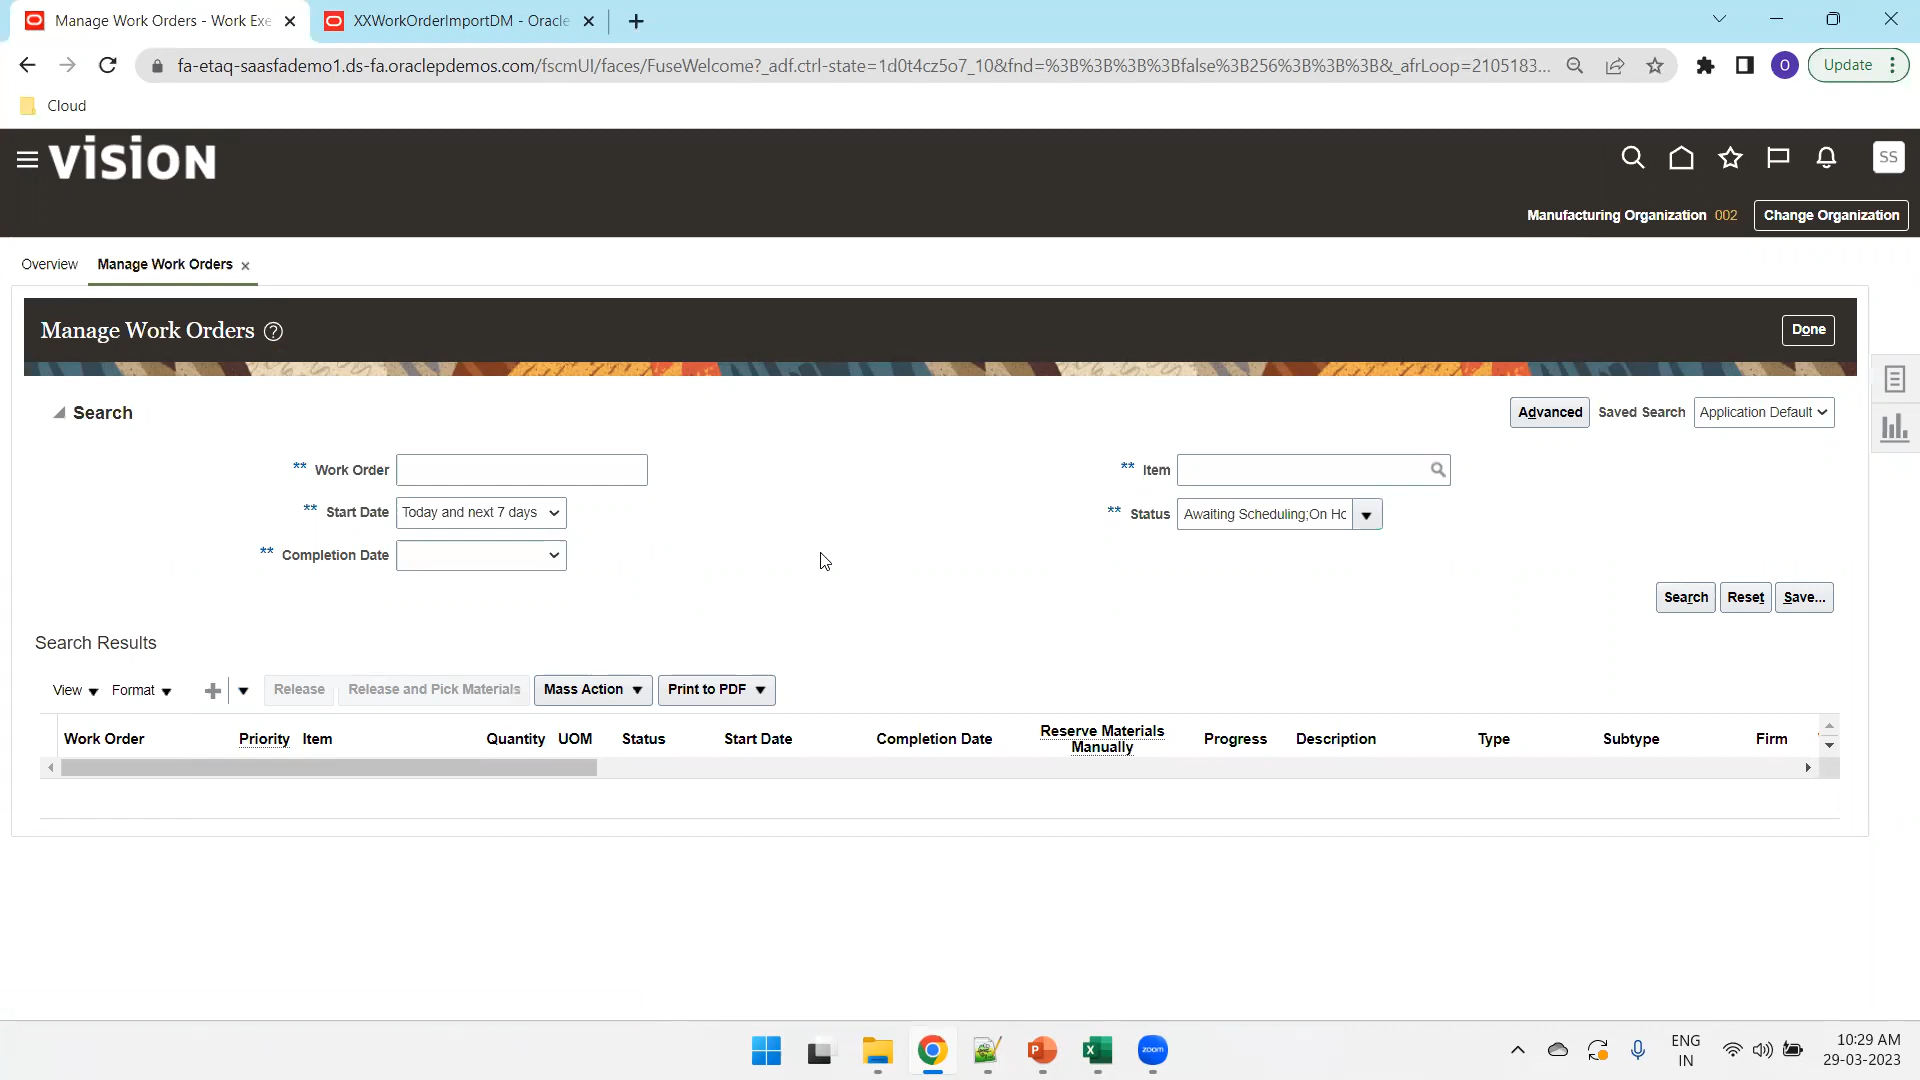 Manage Work Orders - Work Exe
XXWorkOrderImportDM - Oracle
fa-etaq-saasfademo1.ds-fa.oraclepdemos.com/fscmUI/faces/FuseWelcome?_adf.ctrl-state=1d0t4cz5o7_10&fnd=%3B%3B%3B%3Bfalse%3B256%3B%3B%3B&_afrLoop=2105183...
O
Update
Cloud
VISION
SS
Manufacturing Organization 002 Change Organization
Overview Manage Work Orders
Manage Work Orders
Done
Search
Advanced Saved Search Application Default
** Work Order
** Item
** Start Date Today and next 7 days
** Status Awaiting Scheduling;On Ho
** Completion Date
Search Reset Save...
Search Results
View Format Release Release and Pick Materials Mass Action Print to PDF
Work Order Priority Item Quantity UOM Status Start Date Completion Date Reserve Materials Manually Progress Description Type Subtype Firm
zoom
ENG
IN
10:29 AM
29-03-2023